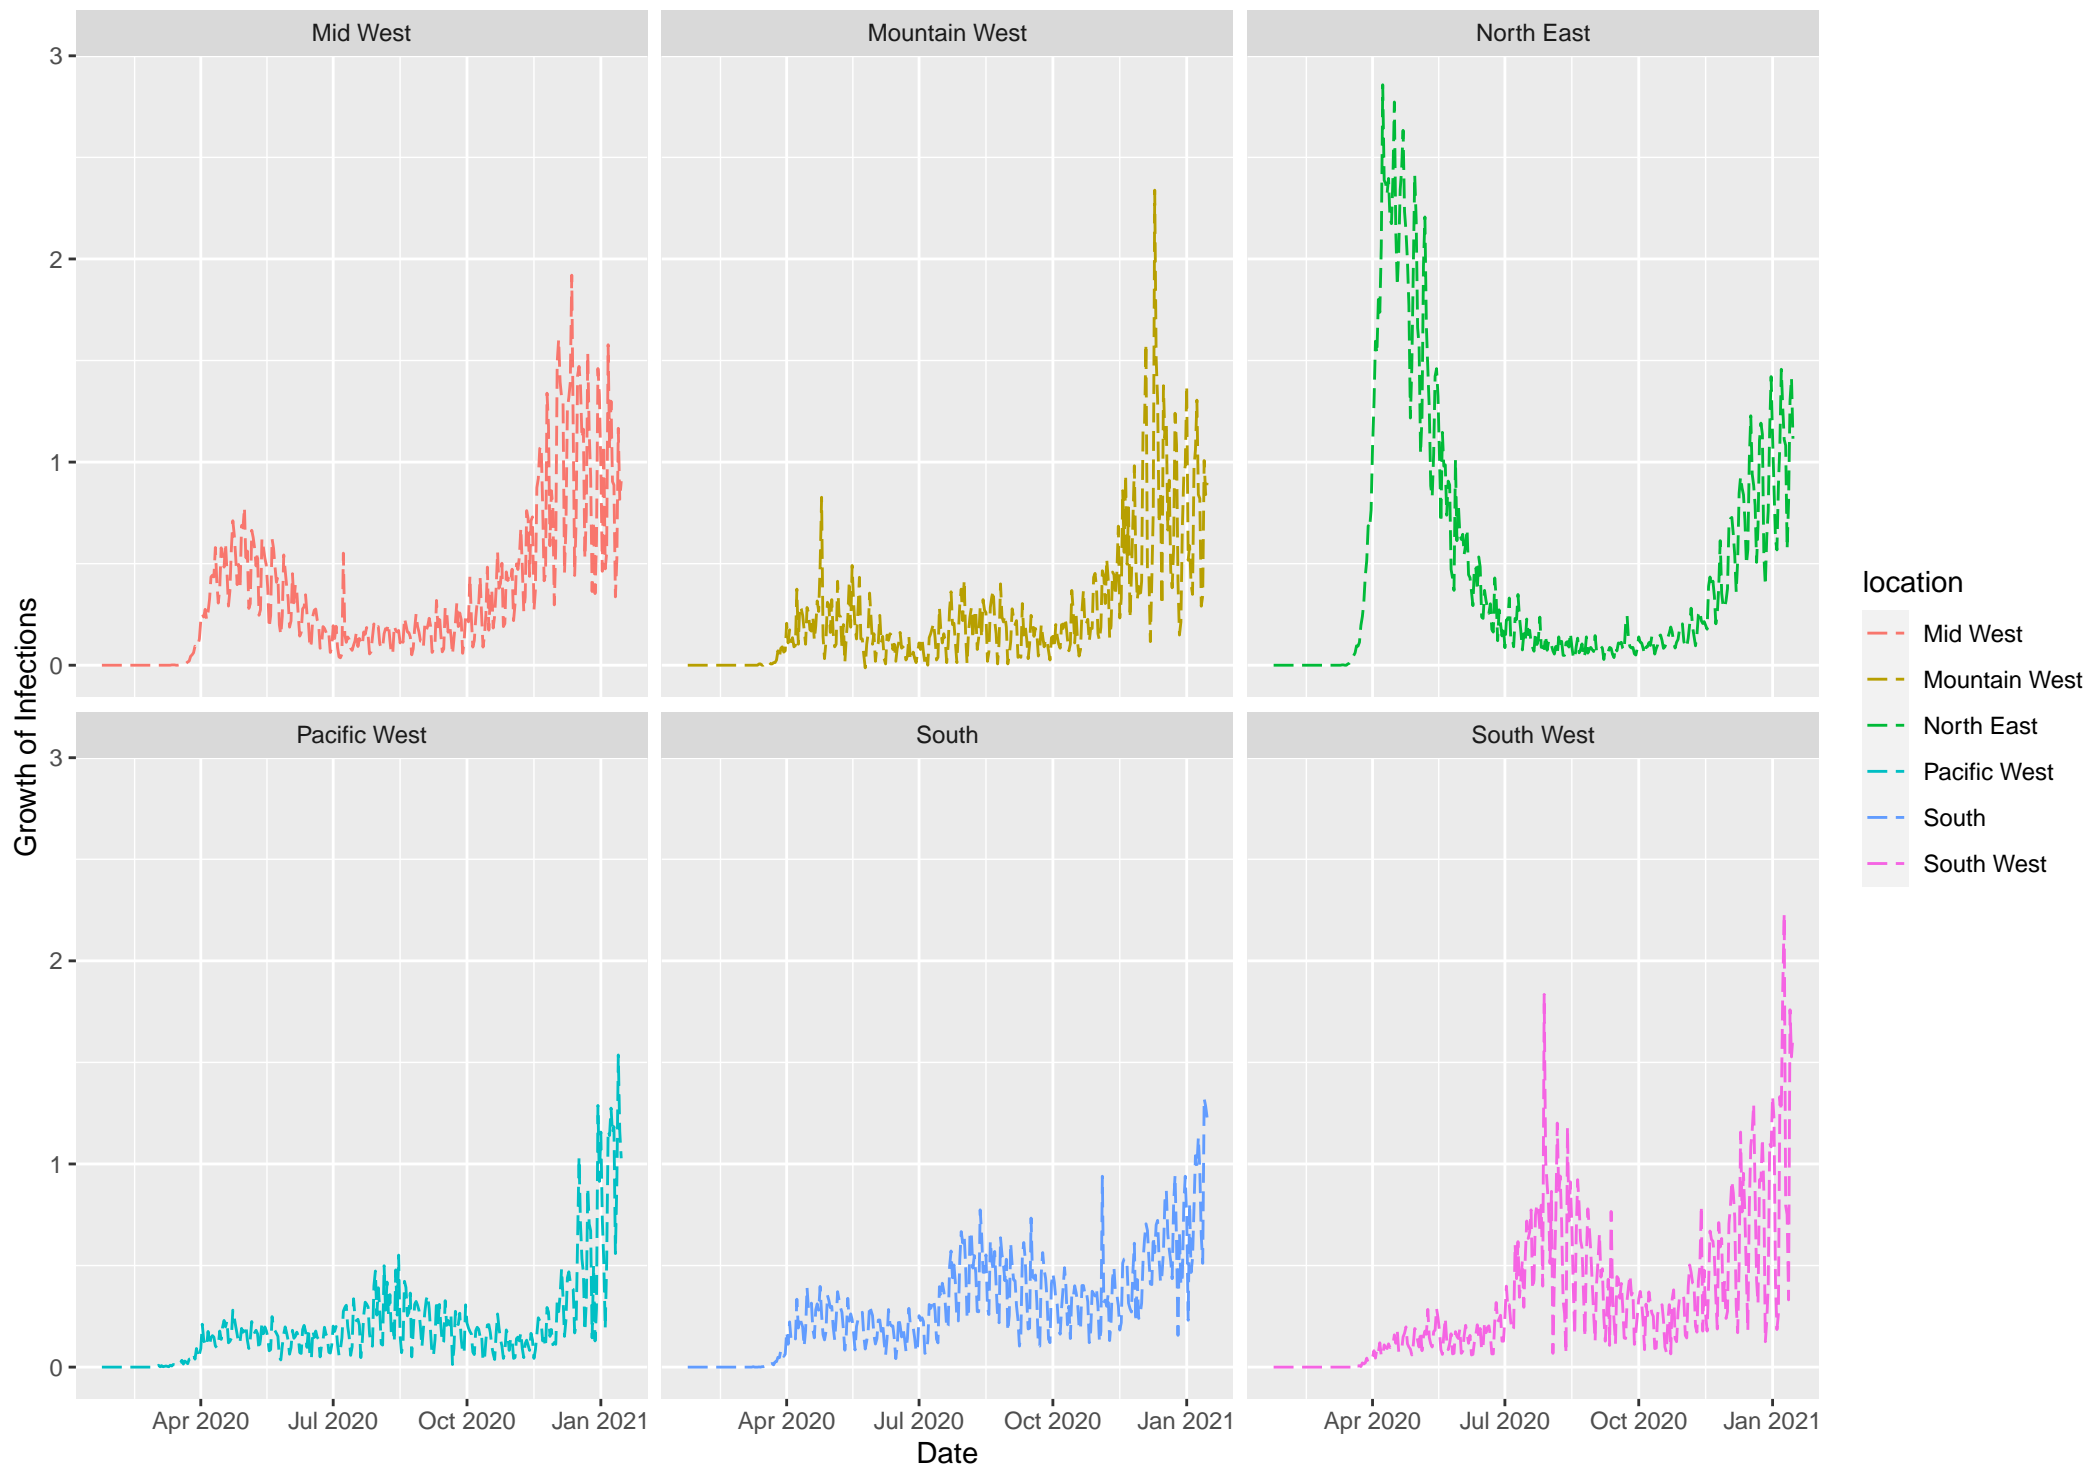 Mid West
Mountain West
North East
3
2
1
0
Pacific West
South
South West
3
2
1
0
Apr 2020
Jul 2020
Oct 2020
Jan 2021
Apr 2020
Jul 2020
Oct 2020
Jan 2021
Apr 2020
Jul 2020
Oct 2020
Jan 2021
Date
Growth of Infections
location
Mid West
Mountain West
North East
Pacific West
South
South West